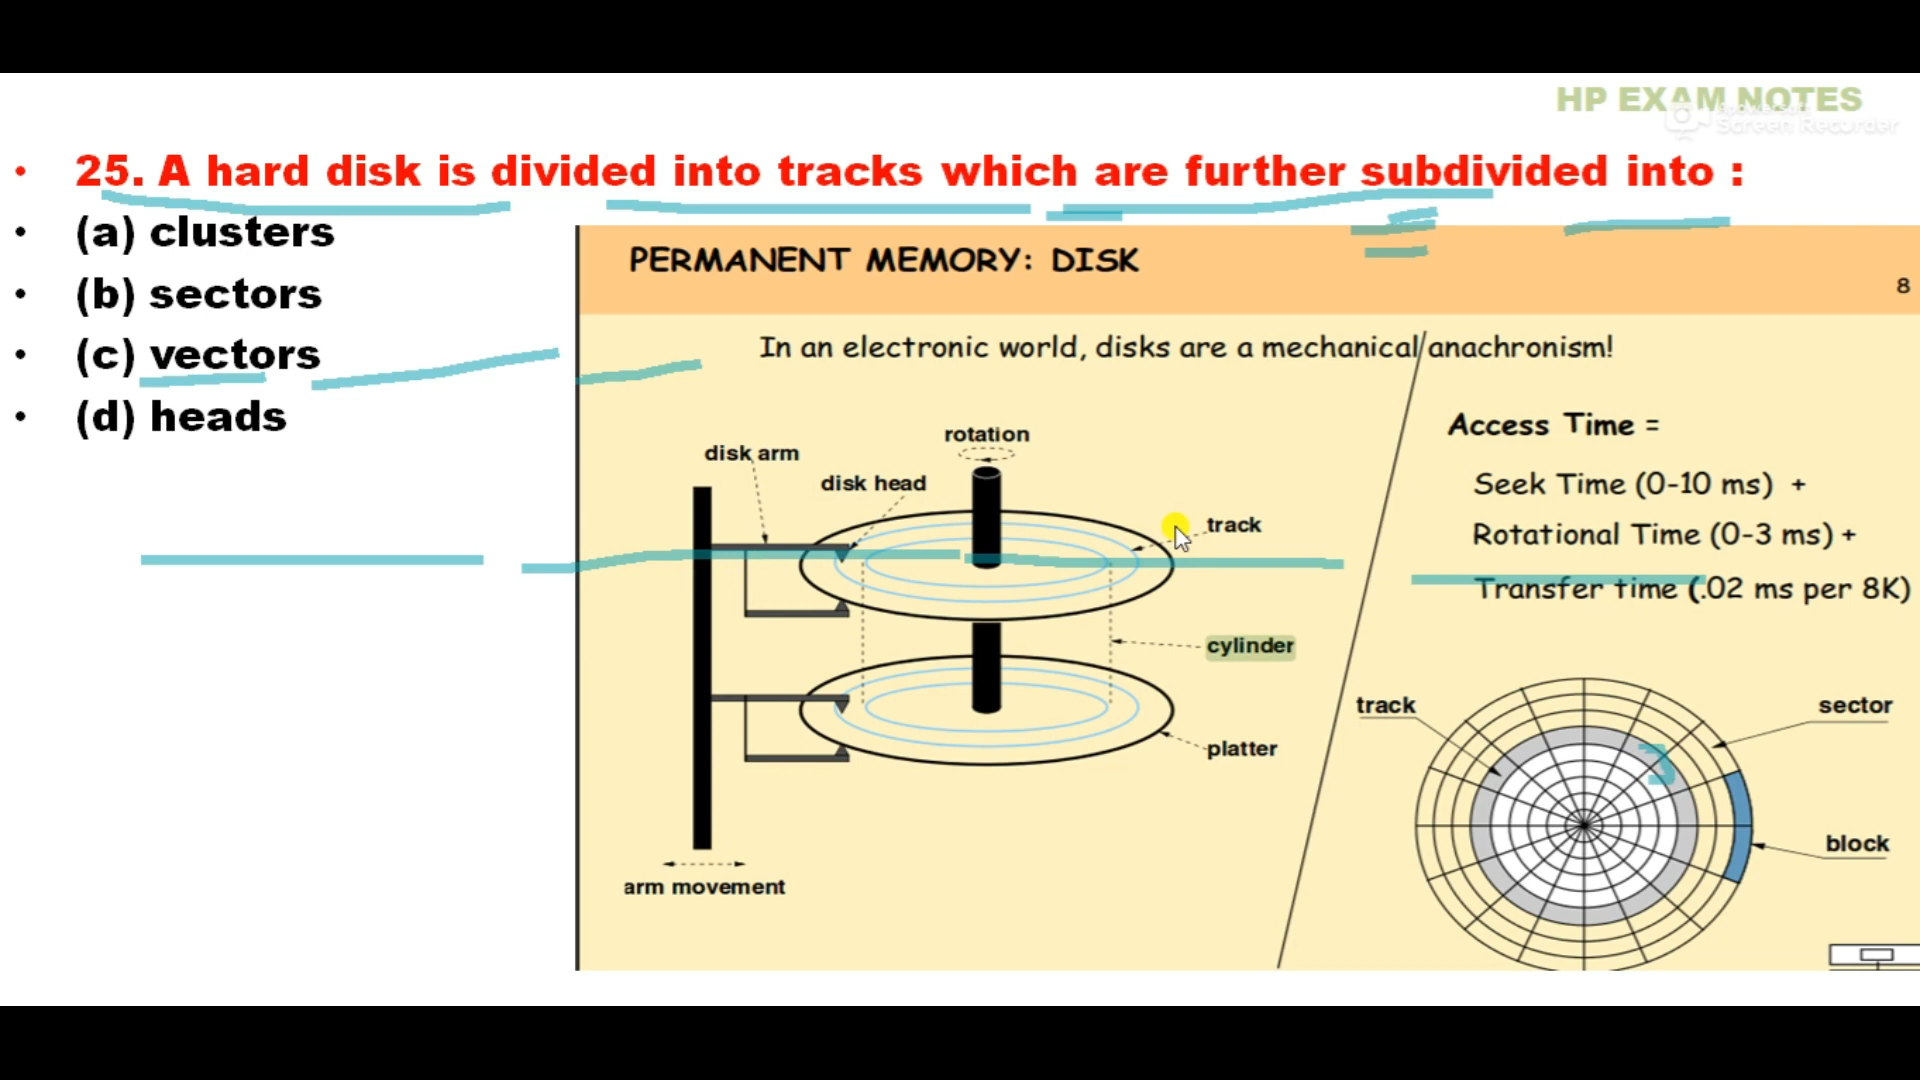 HP EXAM NOTES
Screen Recorder
• 25. A hard disk is divided into tracks which are further subdivided into :
• (a) clusters
• (b) sectors
• (c) vectors
• (d) heads
PERMANENT MEMORY: DISK
8
In an electronic world, disks are a mechanical anachronism!
rotation
disk arm
disk head
track
cylinder
platter
arm movement
Access Time =
Seek Time (0-10 ms) +
Rotational Time (0-3 ms) +
Transfer time (.02 ms per 8K)
track
sector
block